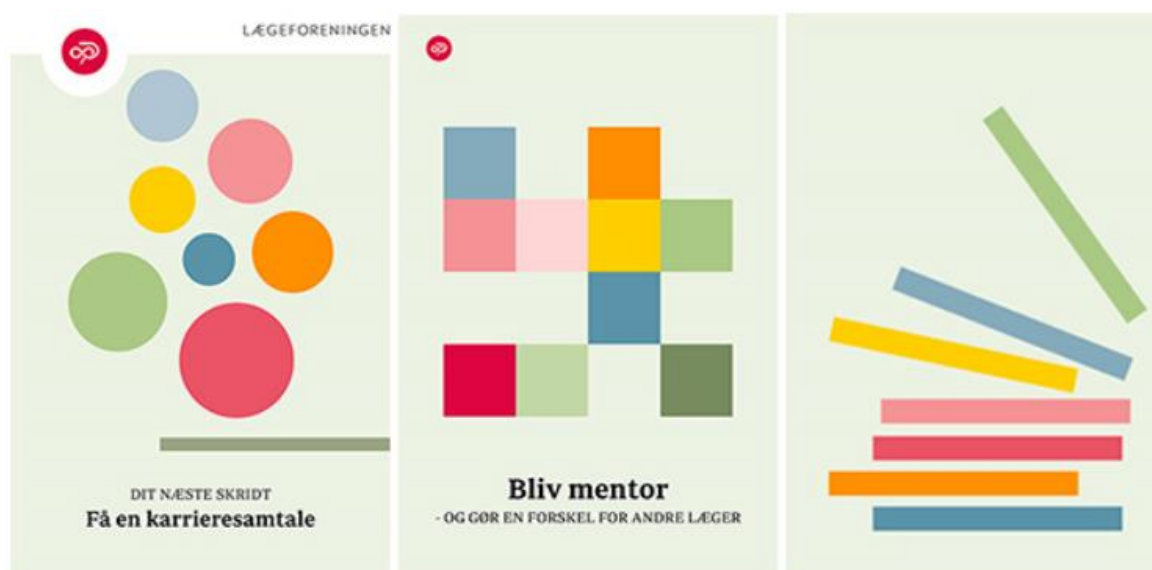 LÆGEFORENINGEN
DIT NÆSTE SKRIDT
Få en karrieresamtale
Bliv mentor
- OG GØR EN FORSKEL FOR ANDRE LÆGER